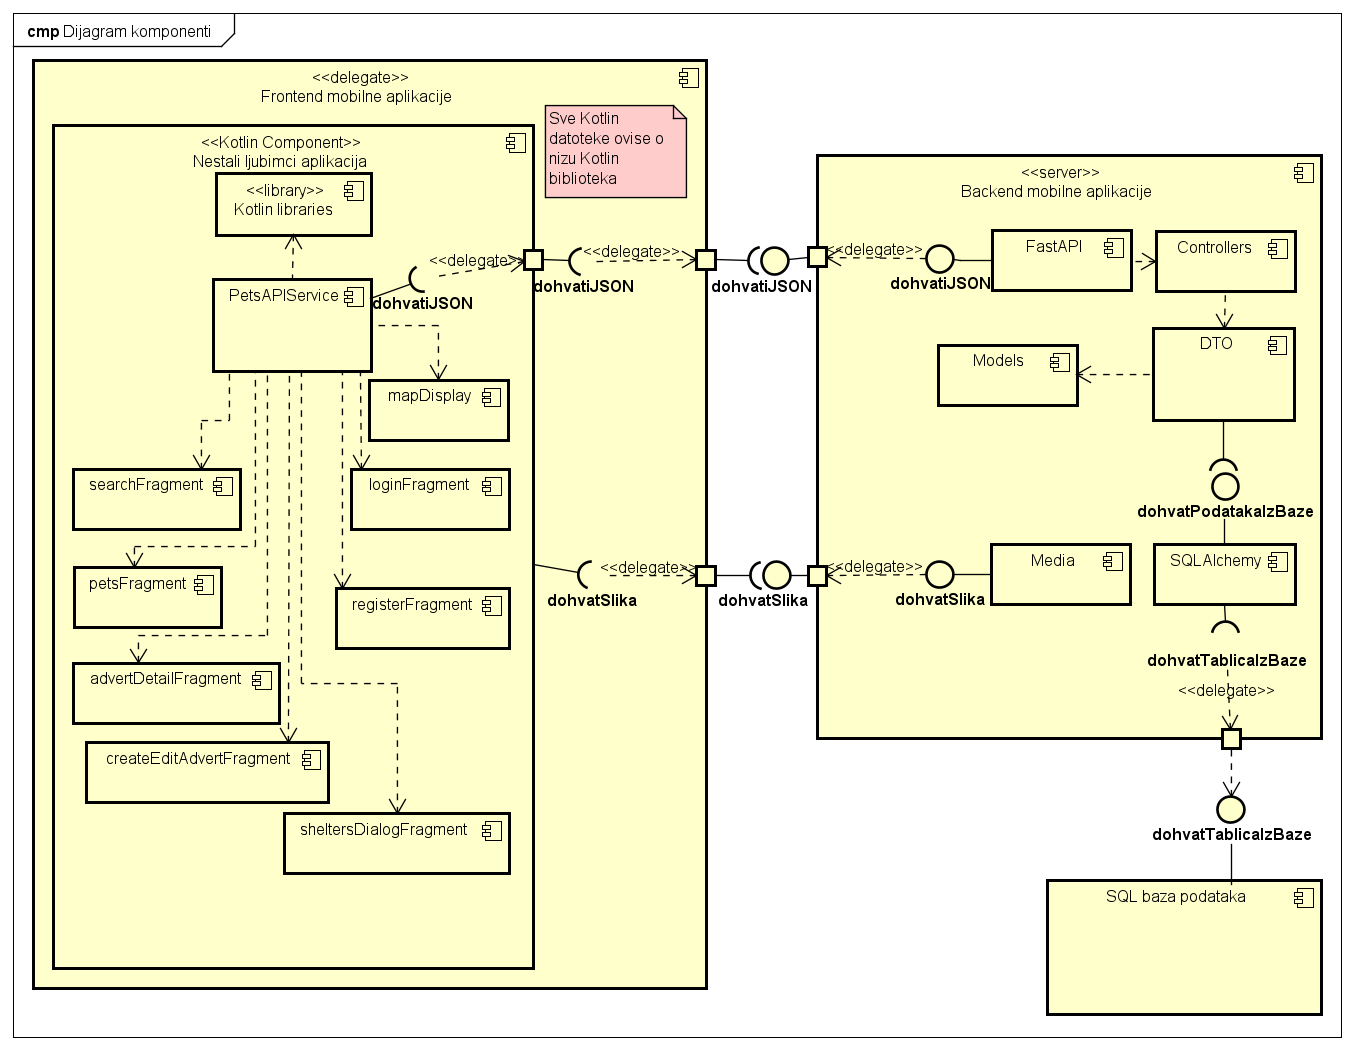 cmp Dijagram komponenti
<<delegate>>
Frontend mobilne aplikacije
<<Kotlin Component>>
Nestali ljubimci aplikacija
<<library>>
Kotlin libraries
Sve Kotlin
datoteke ovise o
nizu Kotlin
biblioteka
PetsAPIService
<<delegate>>
dohvatiJSON
<<delegate>>
dohvatiJSON
dohvatiJSON
mapDisplay
searchFragment
loginFragment
petsFragment
registerFragment
advertDetailFragment
createEditAdvertFragment
sheltersDialogFragment
<<delegate>>
dohvatSlika
dohvatSlika
<<server>>
Backend mobilne aplikacije
<<delegate>>
dohvatiJSON
FastAPI
Controllers
Models
DTO
dohvatPodatakaIzBaze
<<delegate>>
dohvatSlika
Media
SQLAlchemy
dohvatTablicaIzBaze
<<delegate>>
dohvatTablicaIzBaze
SQL baza podataka